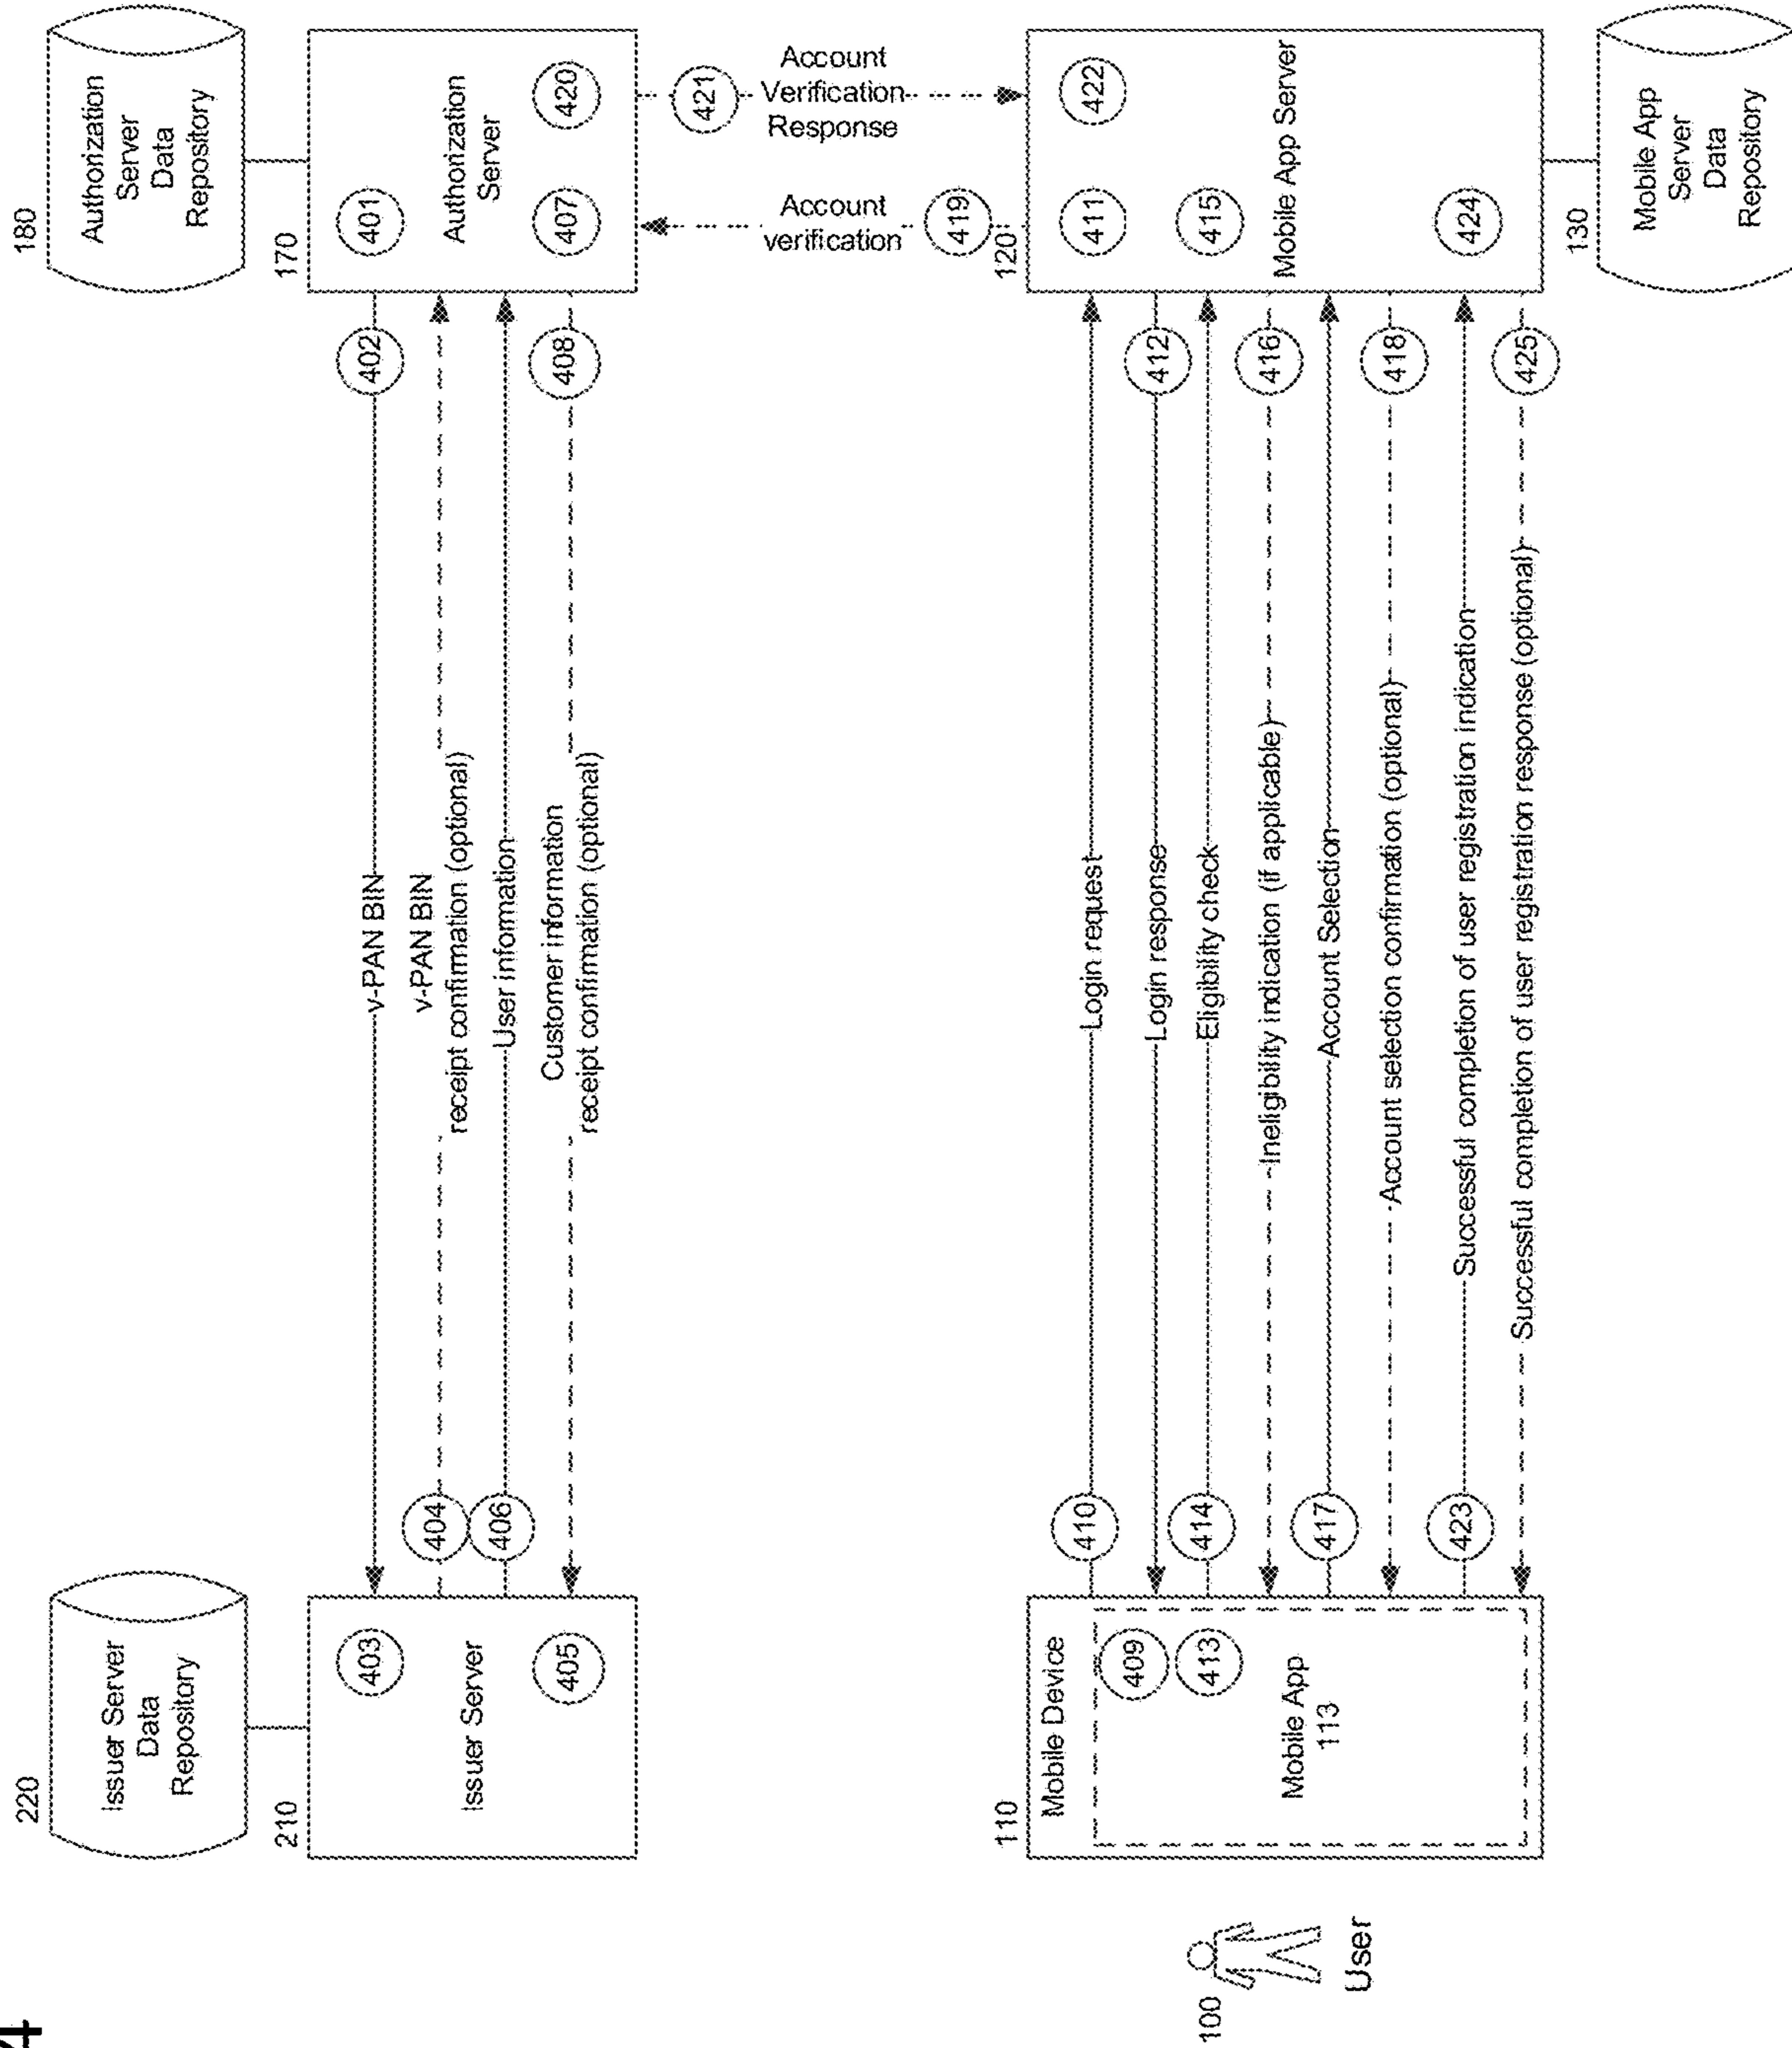 4
220
Issuer Server
Data
Repository
180
Authorization
Server
Data
Repository
210
403
Issuer Server
405
170
401
Authorization
Server
407
420
402
v-PAN BIN
404
v-PAN BIN
receipt confirmation (optional)
406
User information
408
Customer information
receipt confirmation (optional)
419
Account
verification
421
Account
Verification
Response
100
User
110
Mobile Device
409
413
Mobile App
113
120
411
422
415
Mobile App Server
424
410
Login request
412
Login response
414
Eligibility check
416
Ineligibility indication (if applicable)
417
Account Selection
418
Account selection confirmation (optional)
423
Successful completion of user registration indication
425
Successful completion of user registration response (optional)
130
Mobile App
Server
Data
Repository